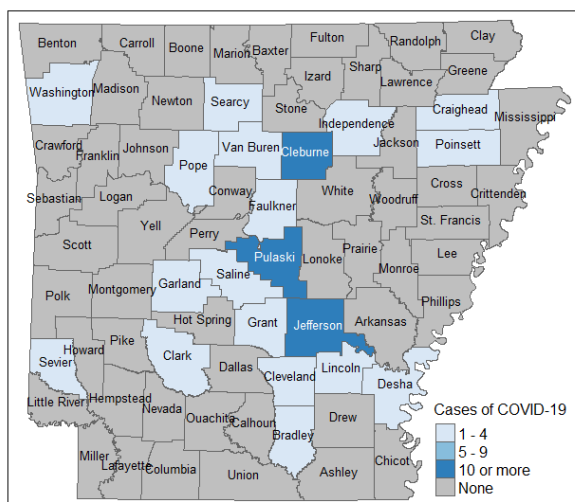 Benton
Carroll
Boone
Marion
Baxter
Fulton
Randolph
Clay
Izard
Sharp
Lawrence
Greene
Washington
Madison
Newton
Searcy
Stone
Independence
Craighead
Mississippi
Crawford
Franklin
Johnson
Pope
Van Buren
Cleburne
Jackson
Poinsett
Sebastian
Logan
Conway
White
Woodruff
Cross
Crittenden
Faulkner
St. Francis
Scott
Yell
Perry
Pulaski
Lonoke
Prairie
Monroe
Lee
Polk
Montgomery
Garland
Saline
Phillips
Hot Spring
Grant
Jefferson
Arkansas
Sevier
Howard
Pike
Clark
Dallas
Cleveland
Lincoln
Desha
Little River
Hempstead
Nevada
Ouachita
Calhoun
Bradley
Drew
Miller
Lafayette
Columbia
Union
Ashley
Chicot
Cases of COVID-19
1 - 4
5 - 9
10 or more
None